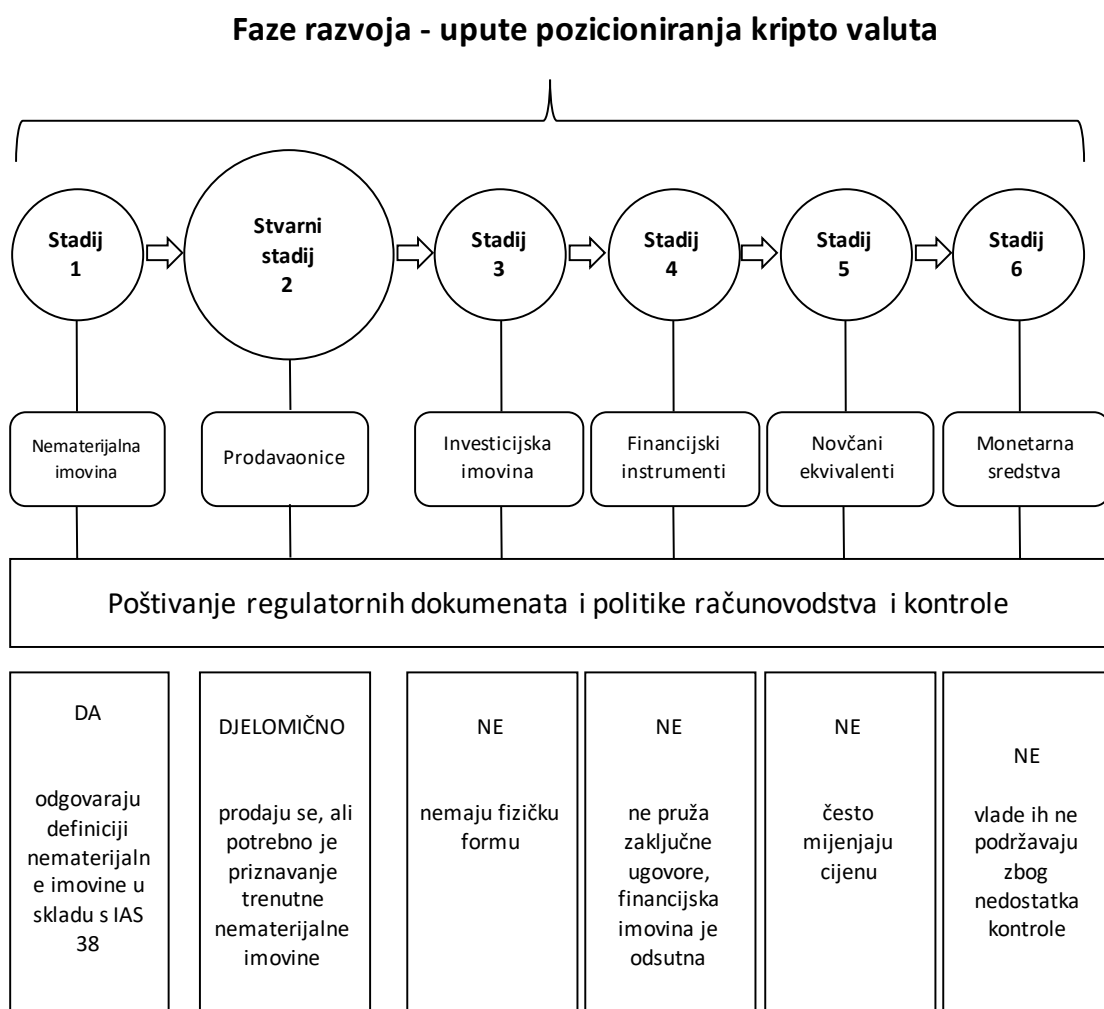 Faze razvoja - upute pozicioniranja kripto valuta
Stadij
1
Stvarni
stadij
2
Stadij
3
Stadij
4
Stadij
5
Stadij
6
Nematerijalna
imovina
Prodavaonice
Investicijska
imovina
Financijski
instrumenti
Novčani
ekvivalenti
Monetarna
sredstva
Poštivanje regulatornih dokumenata i politike računovodstva i kontrole
DA
odgovaraju
definiciji
nematerijaln
e imovine u
skladu s IAS
38
DJELOMIČNO
prodaju se, ali
potrebno je
priznavanje
trenutne
nematerijalne
imovine
NE
nemaju fizičku
formu
NE
ne pruža
zaključne
ugovore,
financijska
imovina je
odsutna
NE
često
mijenjaju
cijenu
NE
vlade ih ne
podržavaju
zbog
nedostatka
kontrole